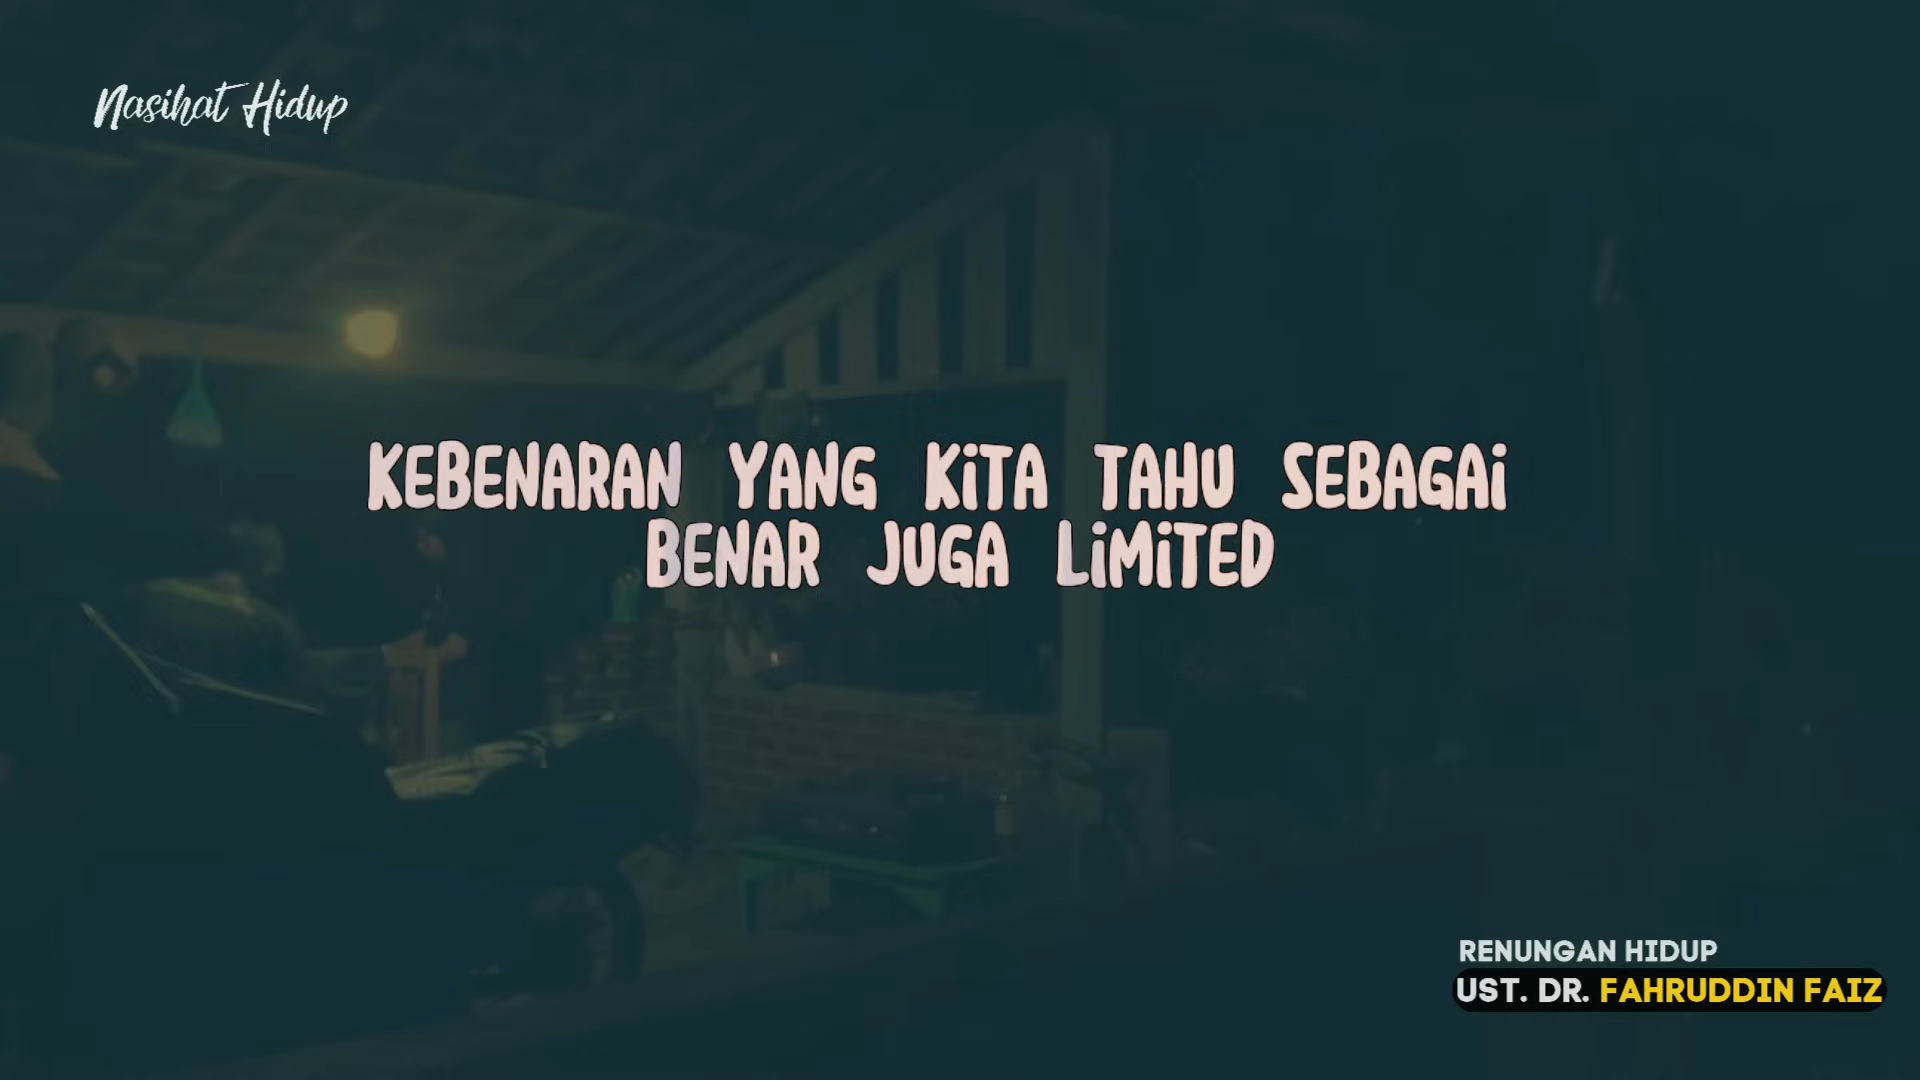 Nasihat Hidup
KEBENARAN YANG KiTA TAHU SEBAGAi
BENAR JUGA LiMiTED
RENUNGAN HIDUP
UST. DR. FAHRUDDIN FAIZ